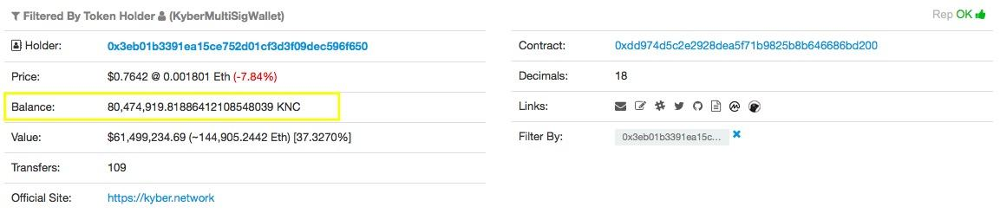 Filtered By Token Holder (KyberMultiSigWallet)
Rep OK
Holder: 0x3eb01b3391ea15ce752d01cf3d3f09dec596f650
Price: $0.7642 @ 0.001801 Eth (-7.84%)
Balance: 80,474,919.81886412108548039 KNC
Value: $61,499,234.69 (~144,905.2442 Eth) [37.3270%]
Transfers: 109
Official Site: https://kyber.network
Contract: 0xdd974d5c2e2928dea5f71b9825b8b646686bd200
Decimals: 18
Links:
Filter By: 0x3eb01b3391ea15c...